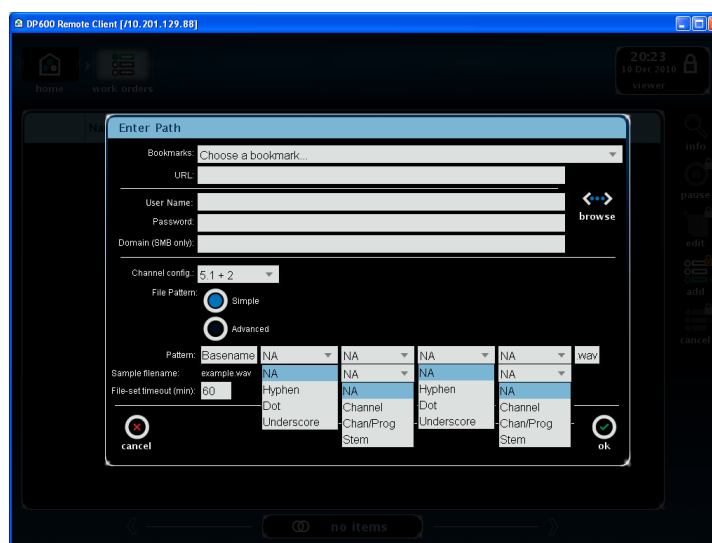 DP600 Remote Client [/10.201.129.88]
20:23
10 Dec 2010
home
work orders
viewer
Na
Enter Path
info
Bookmarks: Choose a bookmark...
URL:
pause
User Name:
browse
Password:
edit
Domain (SMB only):
Channel config.: 5.1 + 2
add
File Pattern: Simple
Advanced
cancel
Pattern: Basename NA NA NA NA .wav
Sample filename: example.wav NA NA NA NA
File-set timeout (min): 60 Hyphen NA Hyphen NA
Dot Channel Dot Channel
Underscore Chan/Prog Underscore Chan/Prog
Stem Stem
cancel
ok
no items